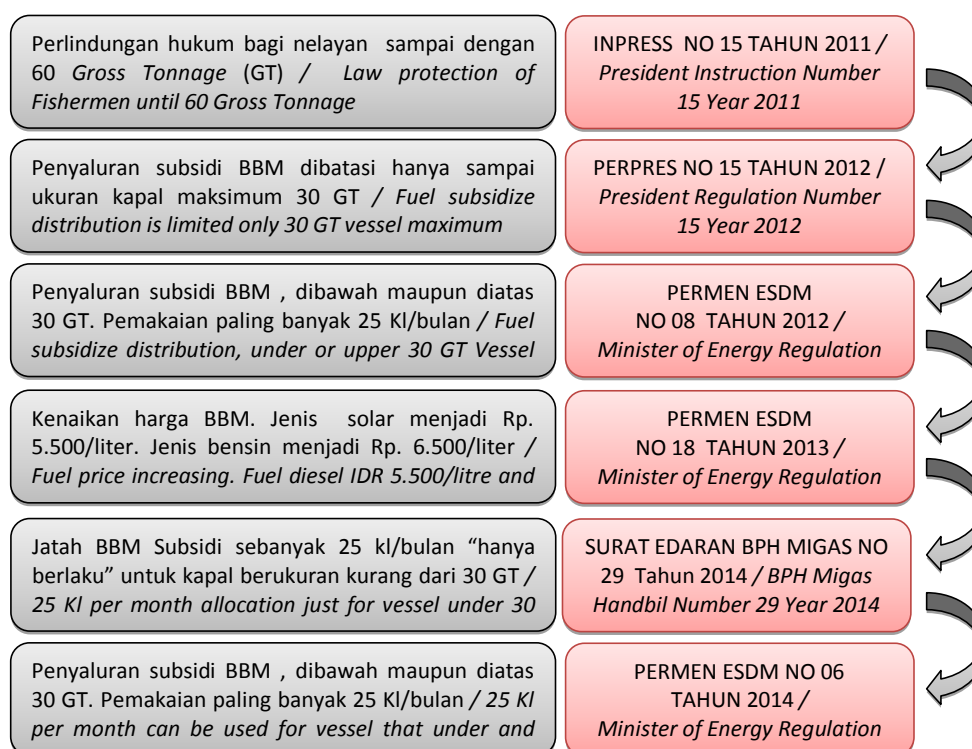 Perlindungan hukum bagi nelayan sampai dengan
60 Gross Tonnage (GT) / Law protection of
Fishermen until 60 Gross Tonnage
INPRESS NO 15 TAHUN 2011 /
President Instruction Number
15 Year 2011
Penyaluran subsidi BBM dibatasi hanya sampai
ukuran kapal maksimum 30 GT / Fuel subsidize
distribution is limited only 30 GT vessel maximum
PERPRES NO 15 TAHUN 2012 /
President Regulation Number
15 Year 2012
Penyaluran subsidi BBM , dibawah maupun diatas
30 GT. Pemakaian paling banyak 25 Kl/bulan / Fuel
subsidize distribution, under or upper 30 GT Vessel
PERMEN ESDM
NO 08 TAHUN 2012 /
Minister of Energy Regulation
Kenaikan harga BBM. Jenis solar menjadi Rp.
5.500/liter. Jenis bensin menjadi Rp. 6.500/liter /
Fuel price increasing. Fuel diesel IDR 5.500/litre and
PERMEN ESDM
NO 18 TAHUN 2013 /
Minister of Energy Regulation
Jatah BBM Subsidi sebanyak 25 kl/bulan “hanya
berlaku” untuk kapal berukuran kurang dari 30 GT /
25 Kl per month allocation just for vessel under 30
SURAT EDARAN BPH MIGAS NO
29 Tahun 2014 / BPH Migas
Handbil Number 29 Year 2014
Penyaluran subsidi BBM , dibawah maupun diatas
30 GT. Pemakaian paling banyak 25 Kl/bulan / 25 Kl
per month can be used for vessel that under and
PERMEN ESDM NO 06
TAHUN 2014 /
Minister of Energy Regulation